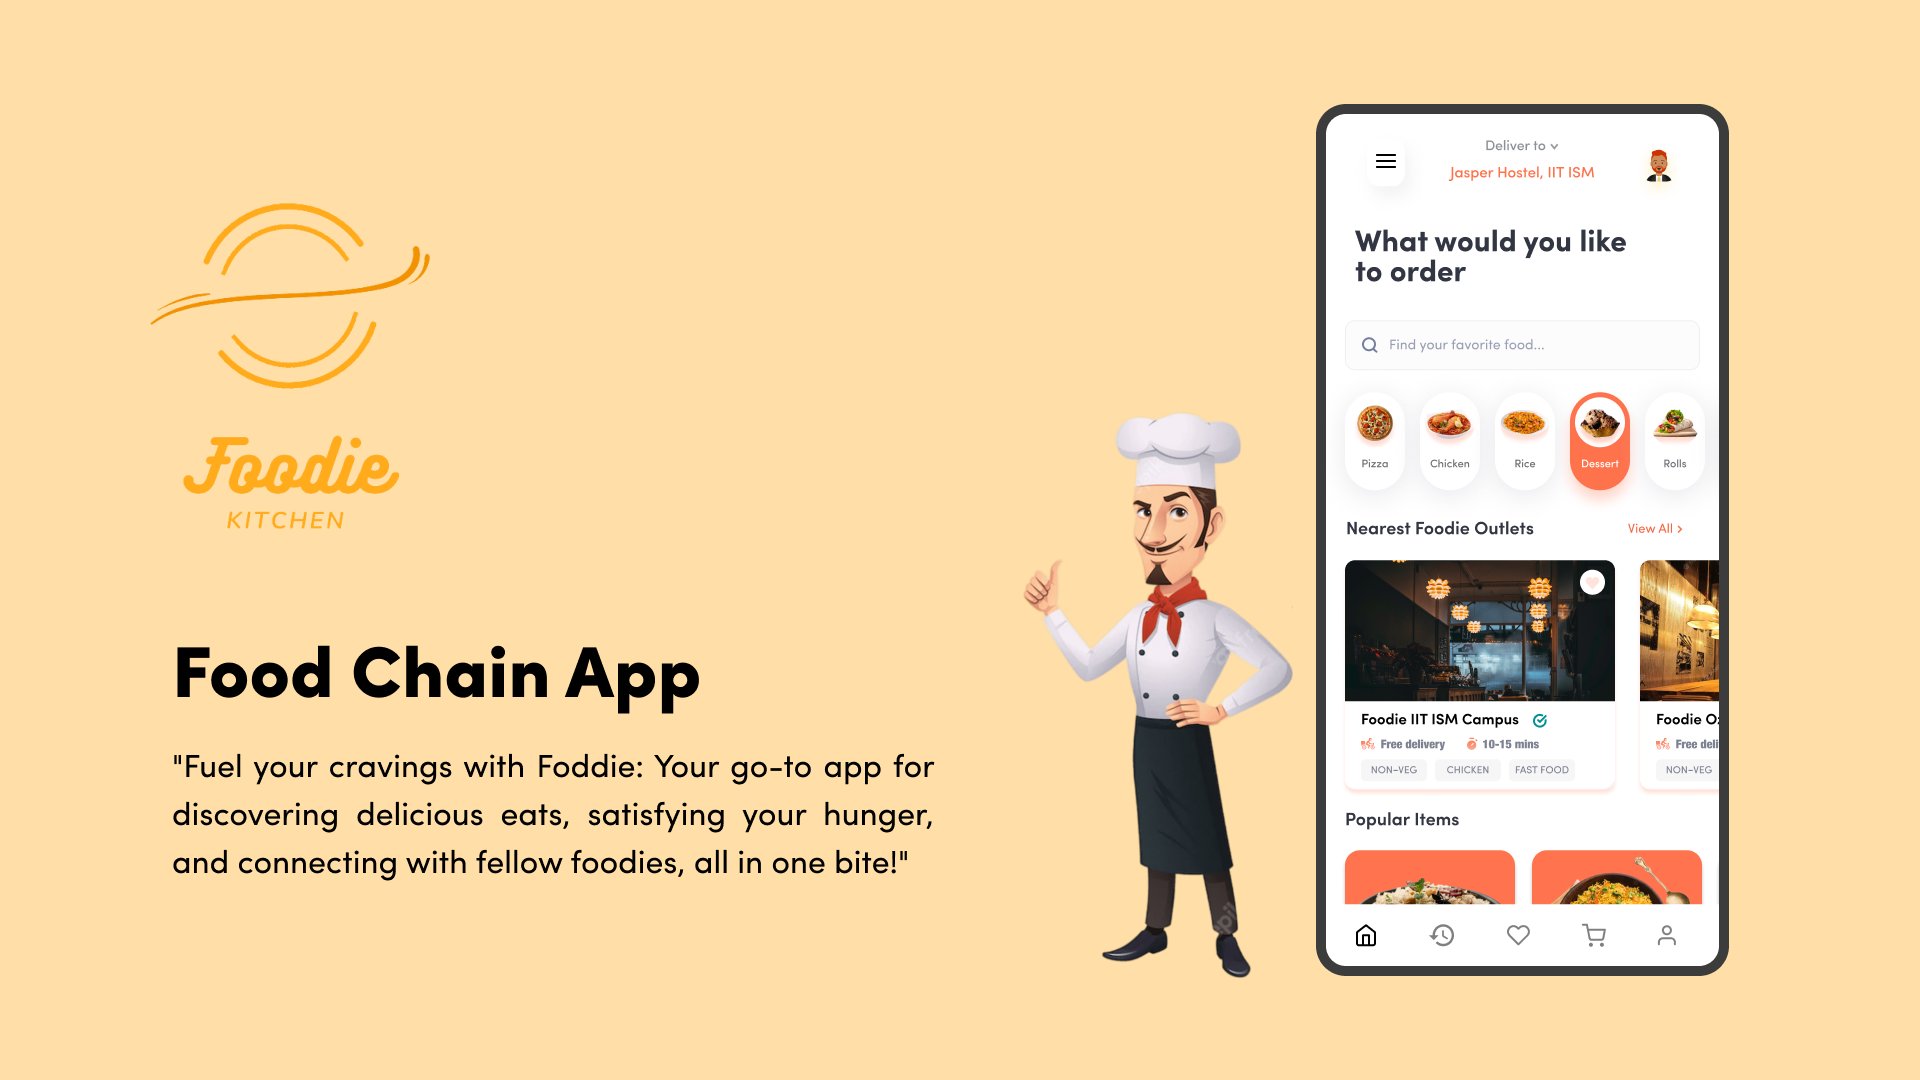 Foodie
KITCHEN
Food Chain App
"Fuel your cravings with Foddie: Your go-to app for
discovering delicious eats, satisfying your hunger,
and connecting with fellow foodies, all in one bite!"
Deliver to
Jasper Hostel, IIT ISM
What would you like
to order
Find your favorite food...
Pizza Chicken Rice Dessert Rolls
Nearest Foodie Outlets View All >
Foodie IIT ISM Campus
Free delivery 10-15 mins
NON-VEG CHICKEN FAST FOOD
Foodie O
Free deli
NON-VEG
Popular Items